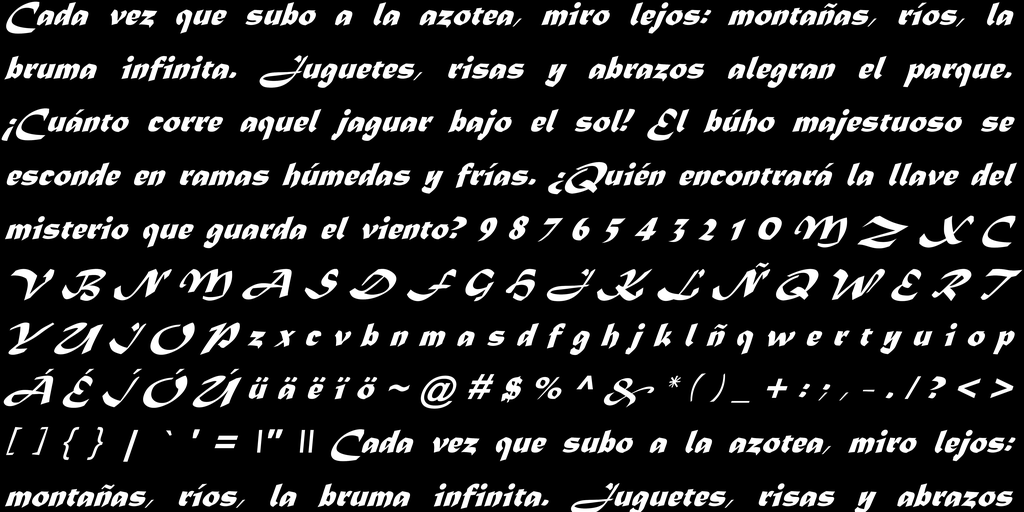 Cada vez que subo a la azotea, miro lejos: montañas, ríos, la
bruma infinita. Juguetes, risas y abrazos alegran el parque.
¡Cuánto corre aquel jaguar bajo el sol! El búho majestuoso se
esconde en ramas húmedas y frías. ¿Quién encontrará la llave del
misterio que guarda el viento? 9 8 7 6 5 4 3 2 1 0 M Z X C
V B N M A S D F G H J K L Ñ Q W E R T
Y U I O P z x c v b n m a s d f g h j k l ñ q w e r t y u i o p
Á É Í Ó Ú ü ä ë ï ö ~ @ # $ % ^ & * ( ) _ + : ; , - . / ? < >
[ ] { } | ` ' = \" \\ Cada vez que subo a la azotea, miro lejos:
montañas, ríos, la bruma infinita. Juguetes, risas y abrazos